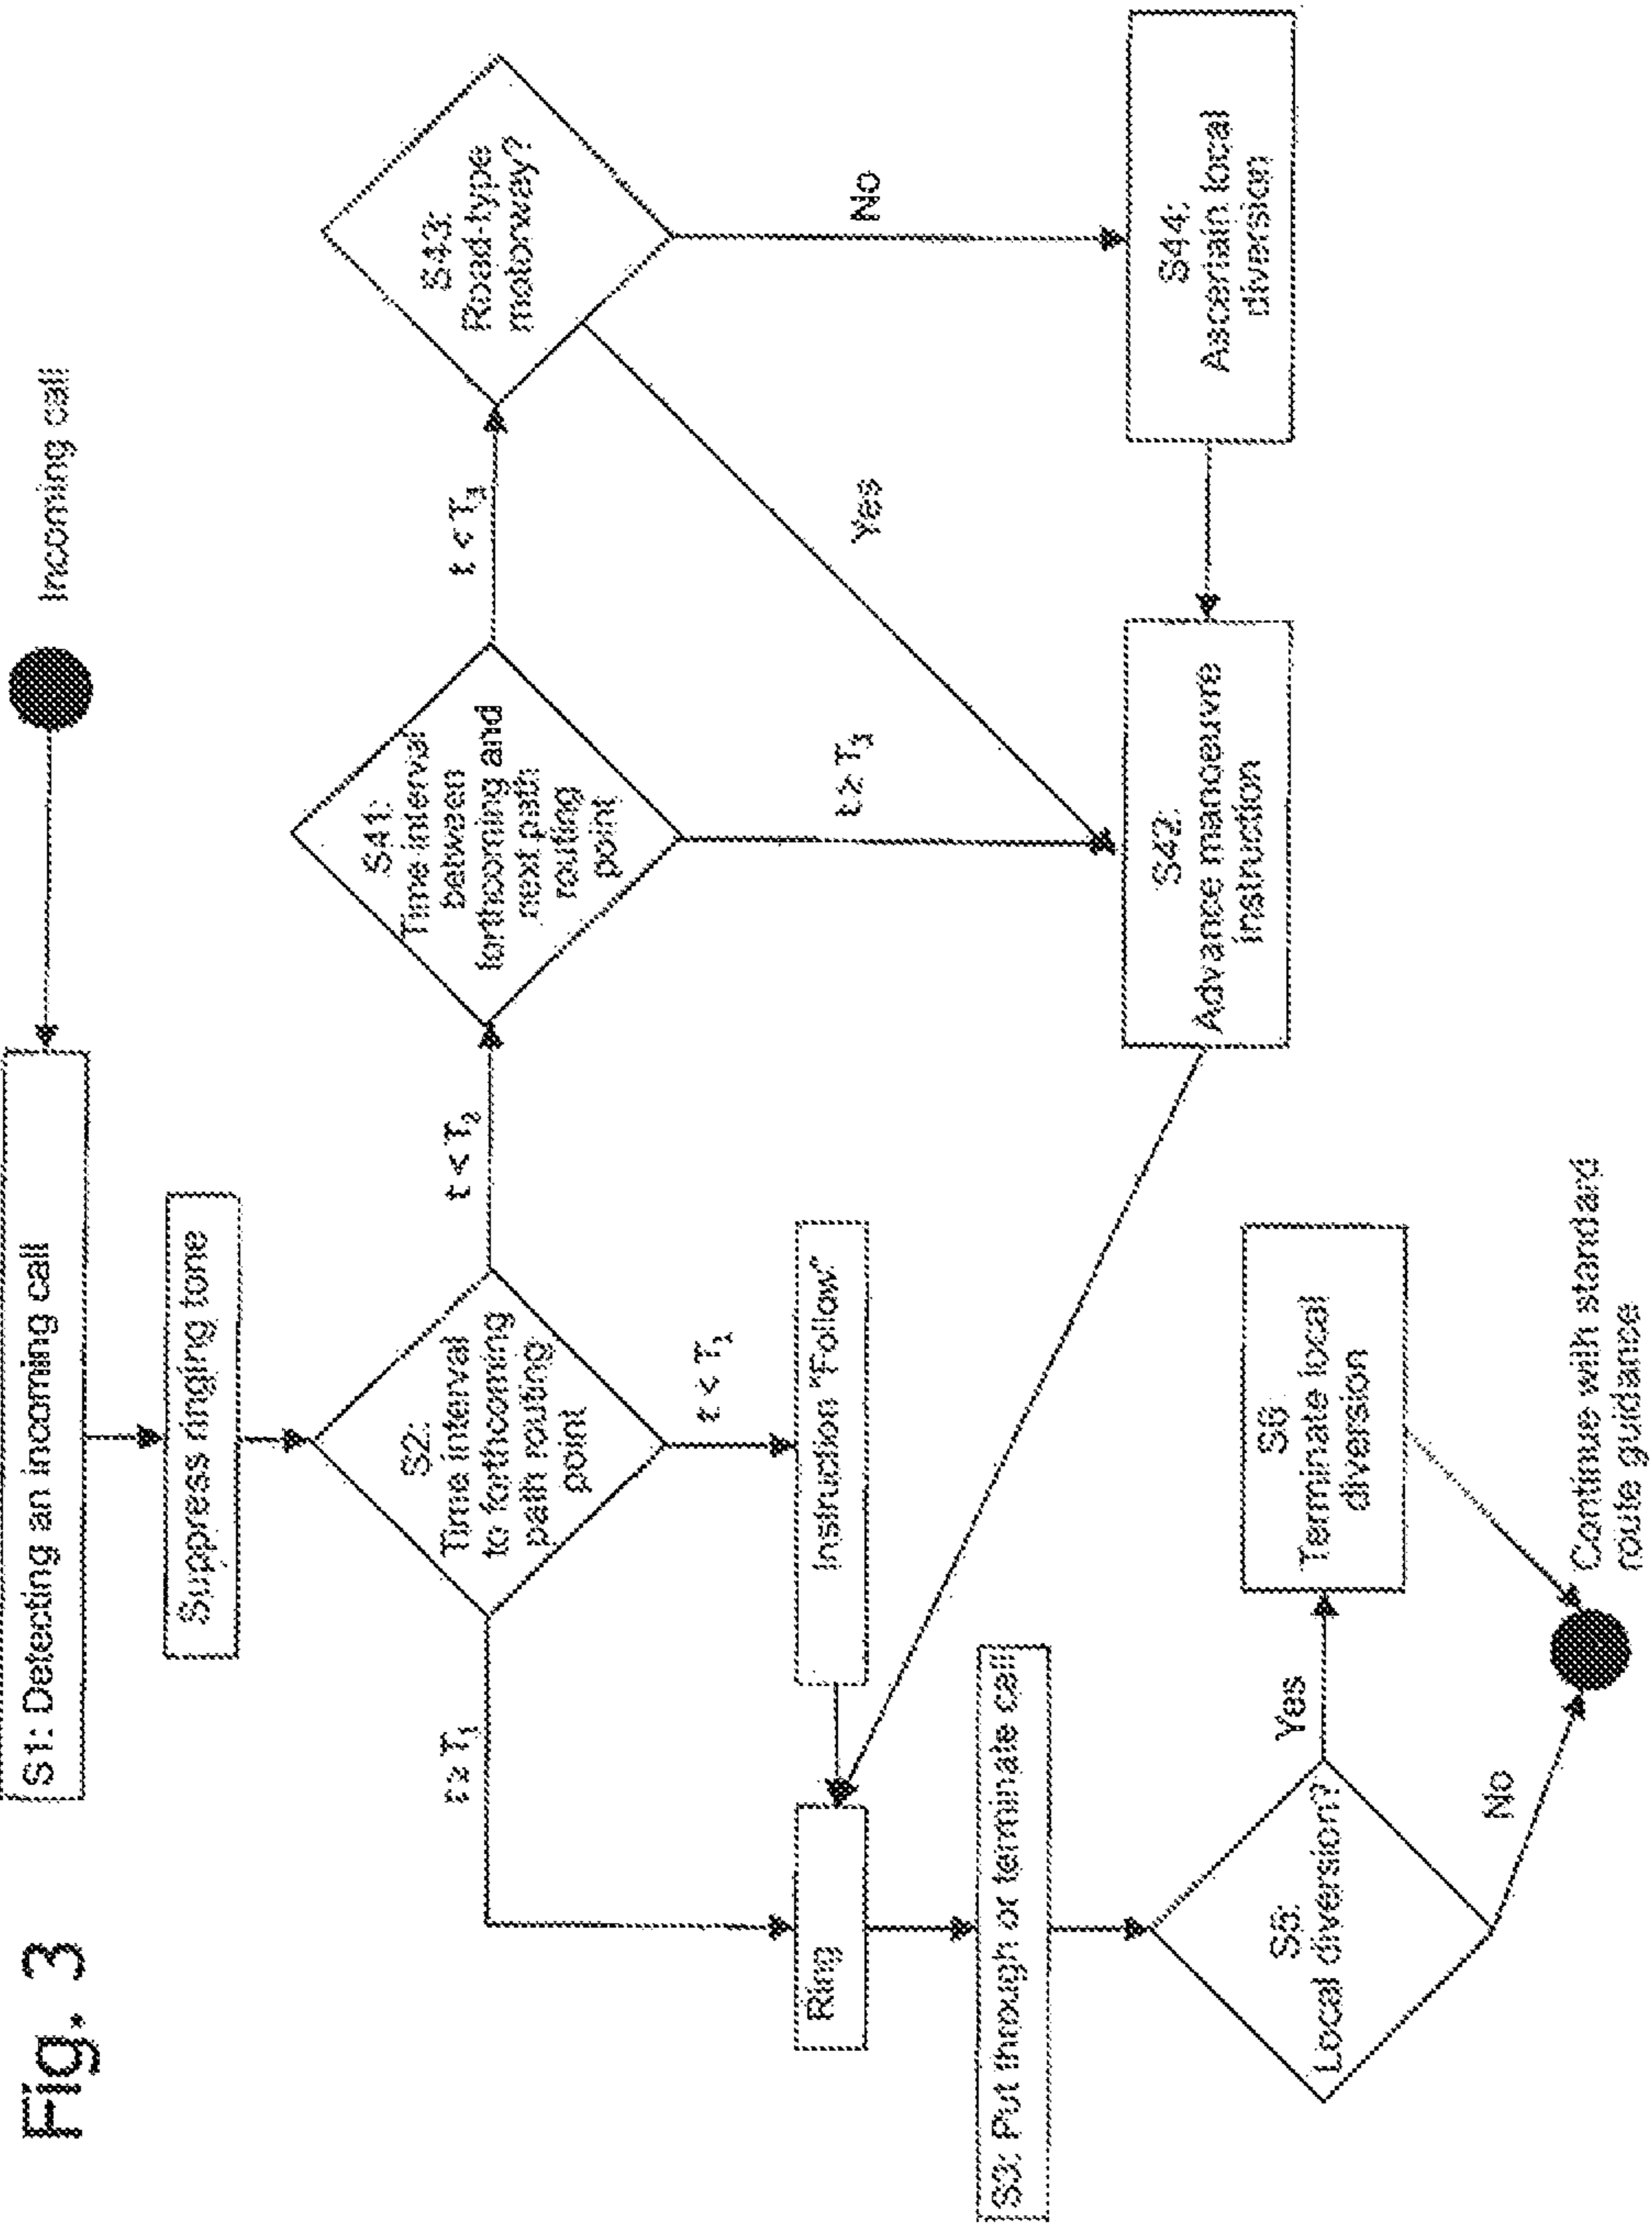 Fig. 3
Incoming call
S1: Detecting an incoming call
Suppress ringing tone
S2:
Time interval
to forthcoming
path routing
point
t ≥ T1
t < T1
t < T2
Instruction "Follow"
S41:
Time interval
between
forthcoming and
next path
routing
point
t < T3
t ≥ T3
S43:
Road-type
motorway?
Yes
No
S44:
Ascertain local
diversion
S42:
Advance manoeuvre
instruction
Ring
S3: Put through or terminate call
S5:
Local diversion?
Yes
No
S6:
Terminate local
diversion
Continue with standard
route guidance